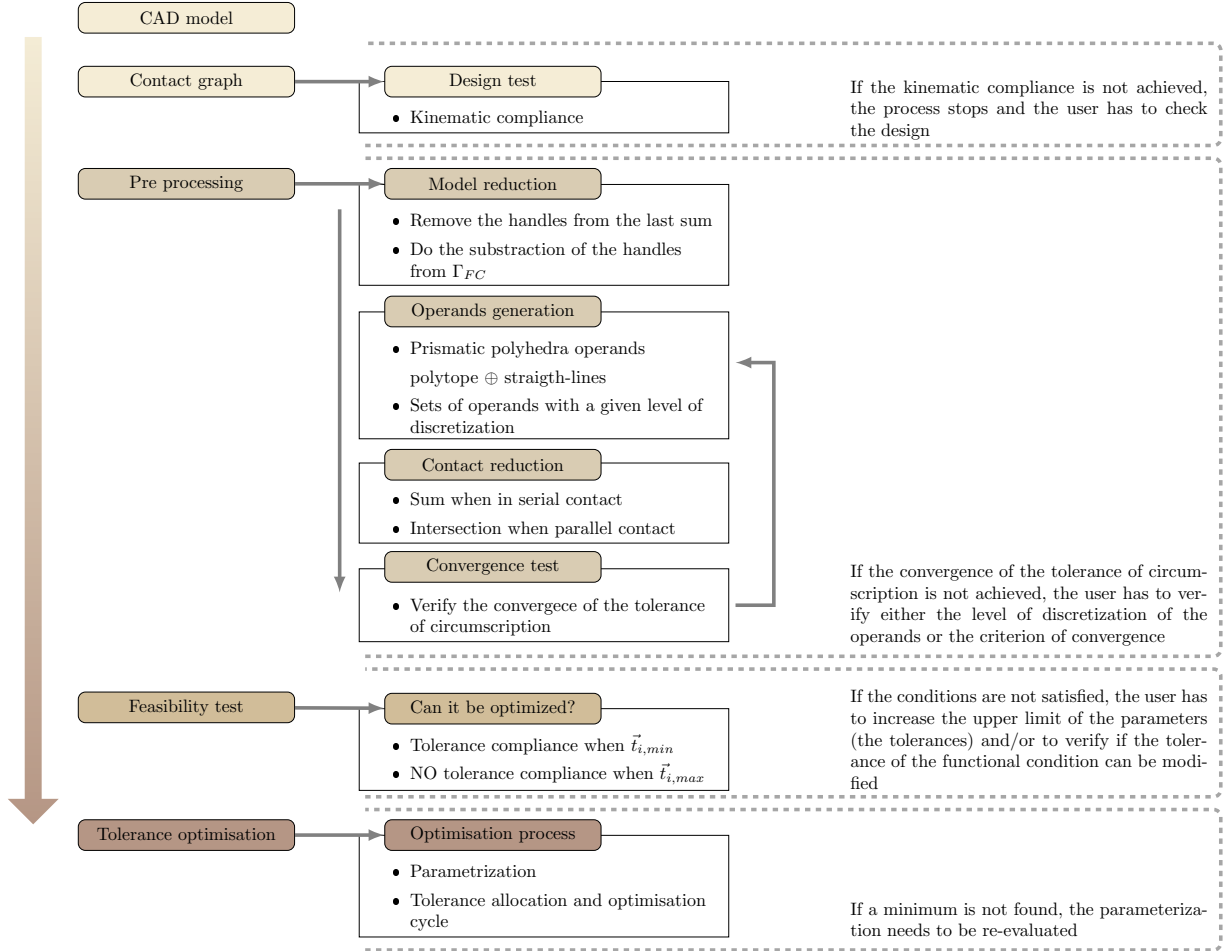 CAD model
Contact graph
Design test
• Kinematic compliance
If the kinematic compliance is not achieved,
the process stops and the user has to check
the design
Pre processing
Model reduction
• Remove the handles from the last sum
• Do the substraction of the handles
from Γ_{FC}
Operands generation
• Prismatic polyhedra operands
polytope ⊕ straigth-lines
• Sets of operands with a given level of
discretization
Contact reduction
• Sum when in serial contact
• Intersection when parallel contact
Convergence test
• Verify the convergece of the tolerance
of circumscription
If the convergence of the tolerance of circum-
scription is not achieved, the user has to ver-
ify either the level of discretization of the
operands or the criterion of convergence
Feasibility test
Can it be optimized?
• Tolerance compliance when \vec{t}_{i,min}
• NO tolerance compliance when \vec{t}_{i,max}
If the conditions are not satisfied, the user has
to increase the upper limit of the parameters
(the tolerances) and/or to verify if the toler-
ance of the functional condition can be modi-
fied
Tolerance optimisation
Optimisation process
• Parametrization
• Tolerance allocation and optimisation
cycle
If a minimum is not found, the parameteriza-
tion needs to be re-evaluated